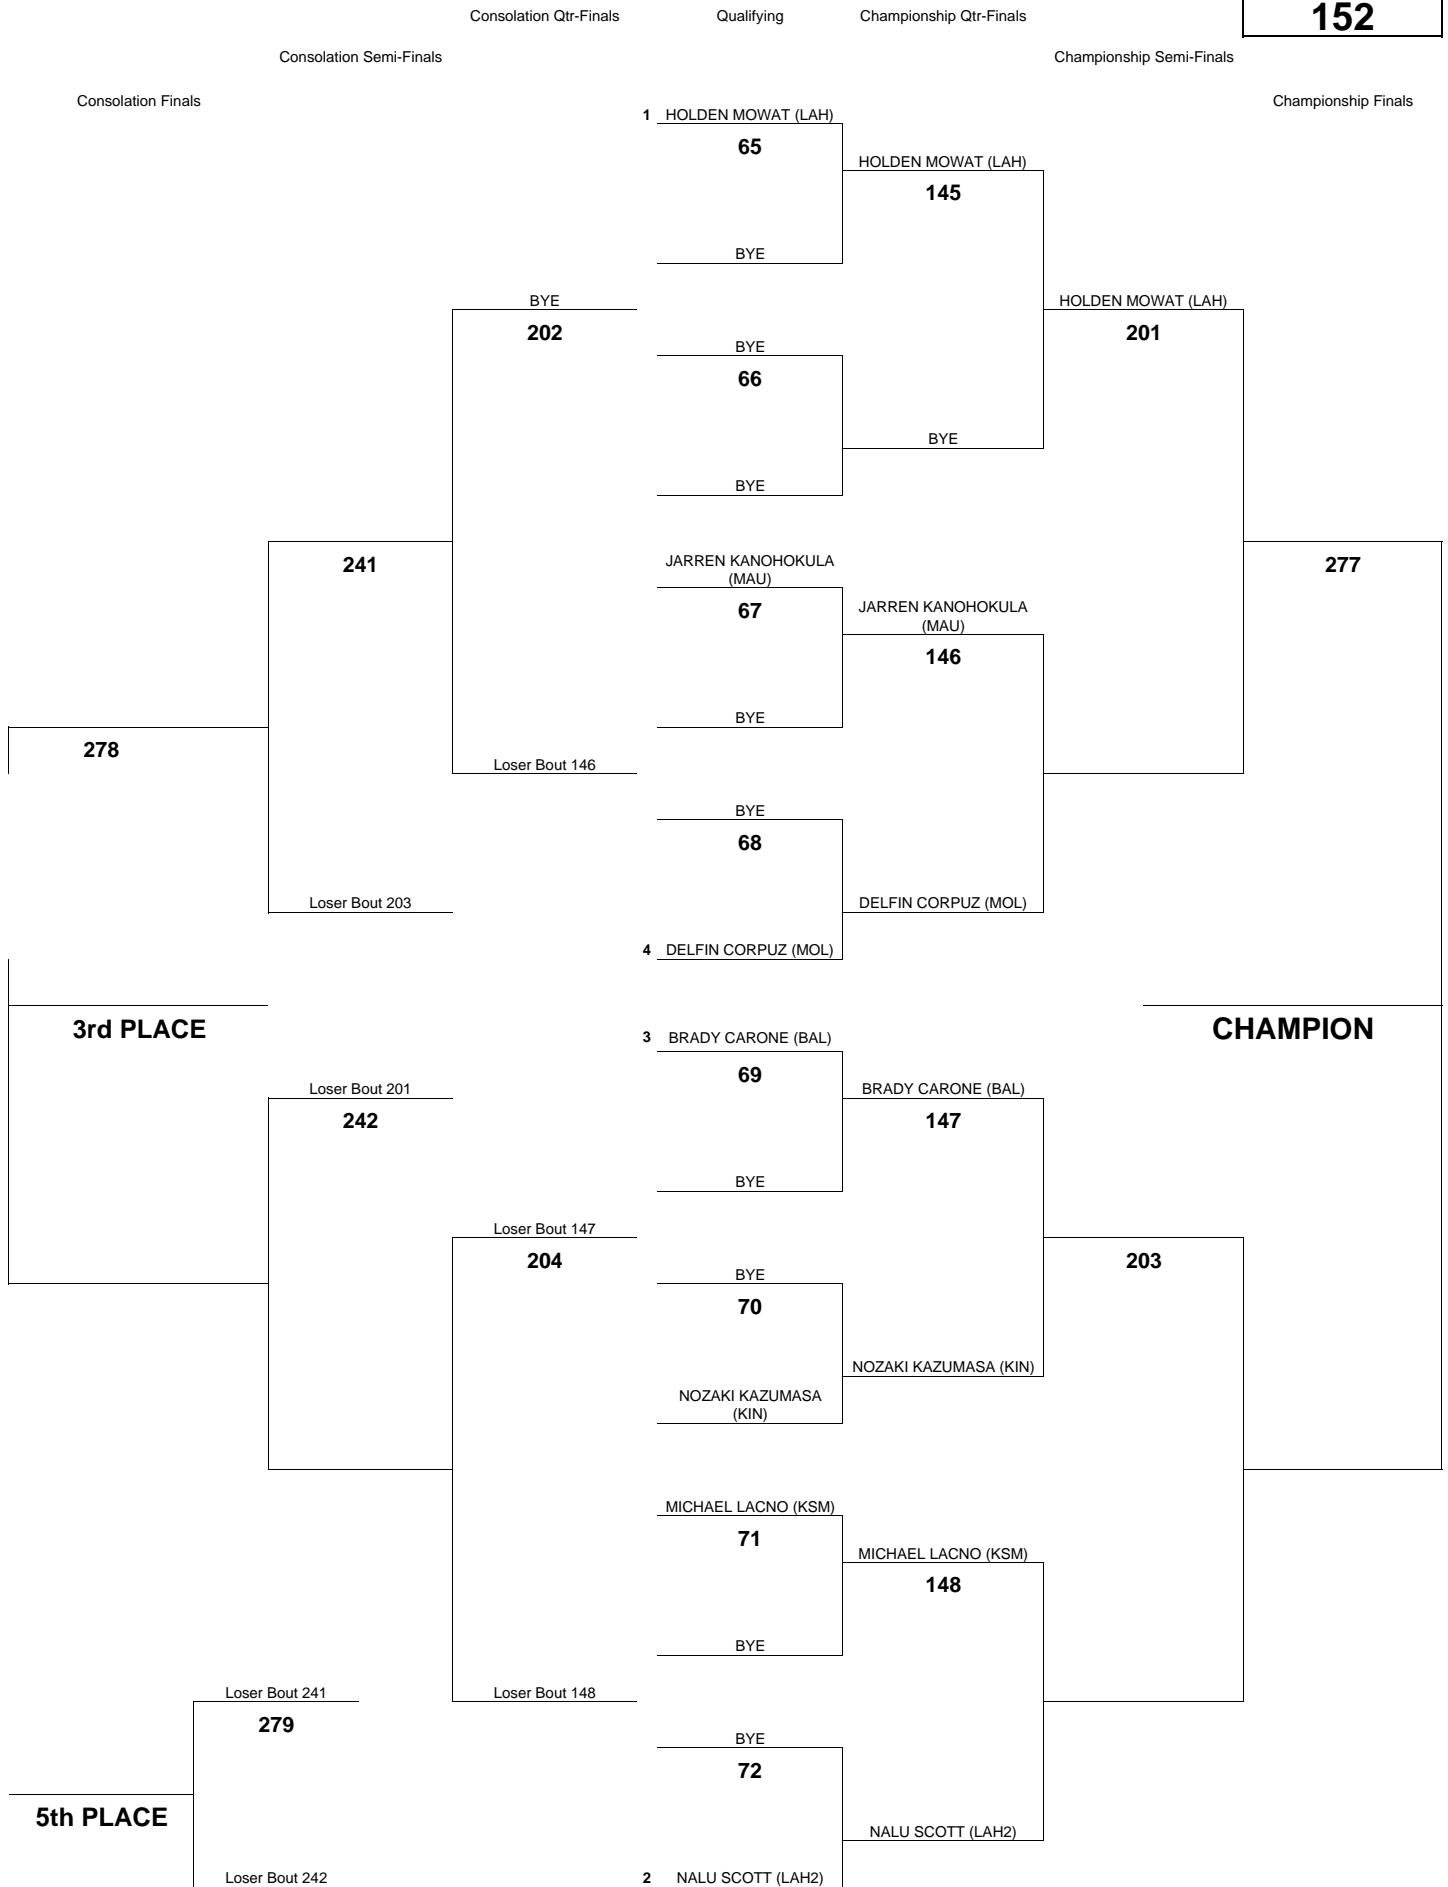 Consolation Qtr-Finals
Qualifying
Championship Qtr-Finals
152
Consolation Semi-Finals
Championship Semi-Finals
Consolation Finals
Championship Finals
1 HOLDEN MOWAT (LAH)
65
HOLDEN MOWAT (LAH)
145
BYE
BYE
HOLDEN MOWAT (LAH)
202
201
BYE
66
BYE
BYE
241
JARREN KANOHOKULA
(MAU)
277
67
JARREN KANOHOKULA
(MAU)
146
BYE
278
Loser Bout 146
BYE
68
Loser Bout 203
DELFIN CORPUZ (MOL)
4 DELFIN CORPUZ (MOL)
3rd PLACE
CHAMPION
3 BRADY CARONE (BAL)
69
Loser Bout 201
BRADY CARONE (BAL)
242
147
BYE
Loser Bout 147
204
203
BYE
70
NOZAKI KAZUMASA (KIN)
NOZAKI KAZUMASA
(KIN)
MICHAEL LACNO (KSM)
71
MICHAEL LACNO (KSM)
148
BYE
Loser Bout 241
Loser Bout 148
279
BYE
72
5th PLACE
NALU SCOTT (LAH2)
Loser Bout 242
2 NALU SCOTT (LAH2)